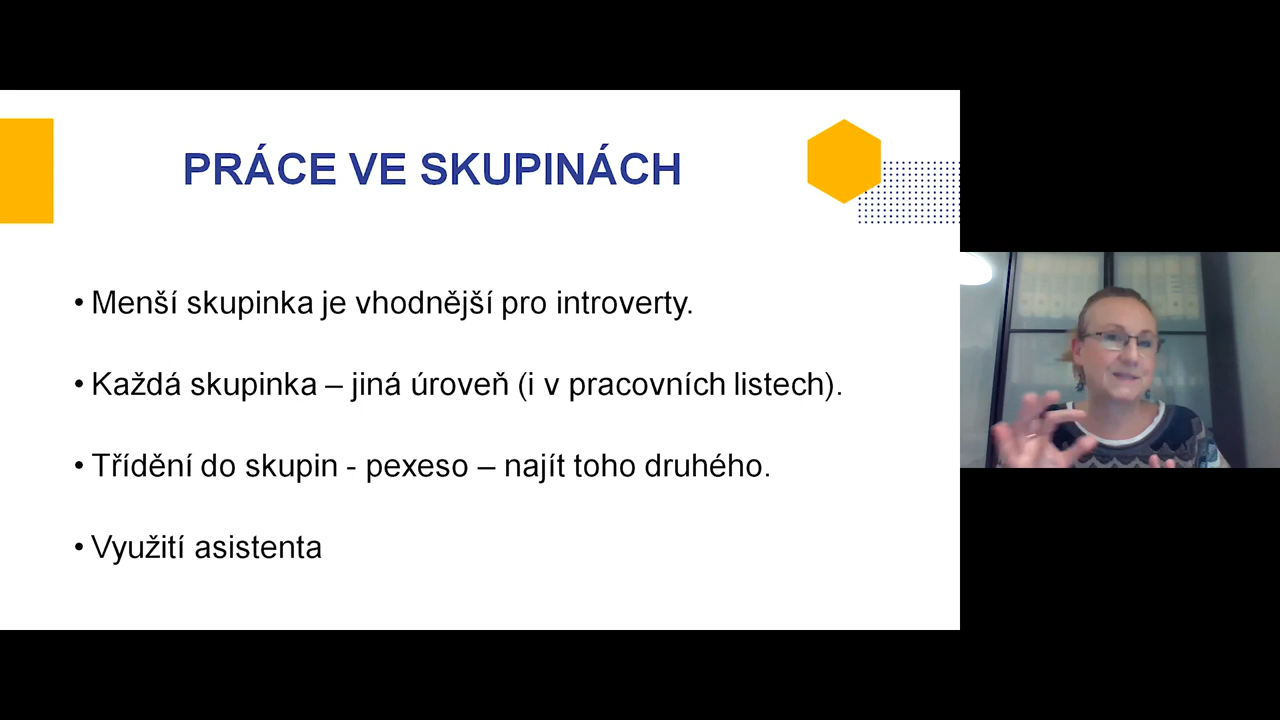 PRÁCE VE SKUPINÁCH
• Menší skupinka je vhodnější pro introverty.
• Každá skupinka – jiná úroveň (i v pracovních listech).
• Třídění do skupin - pexeso – najít toho druhého.
• Využití asistenta